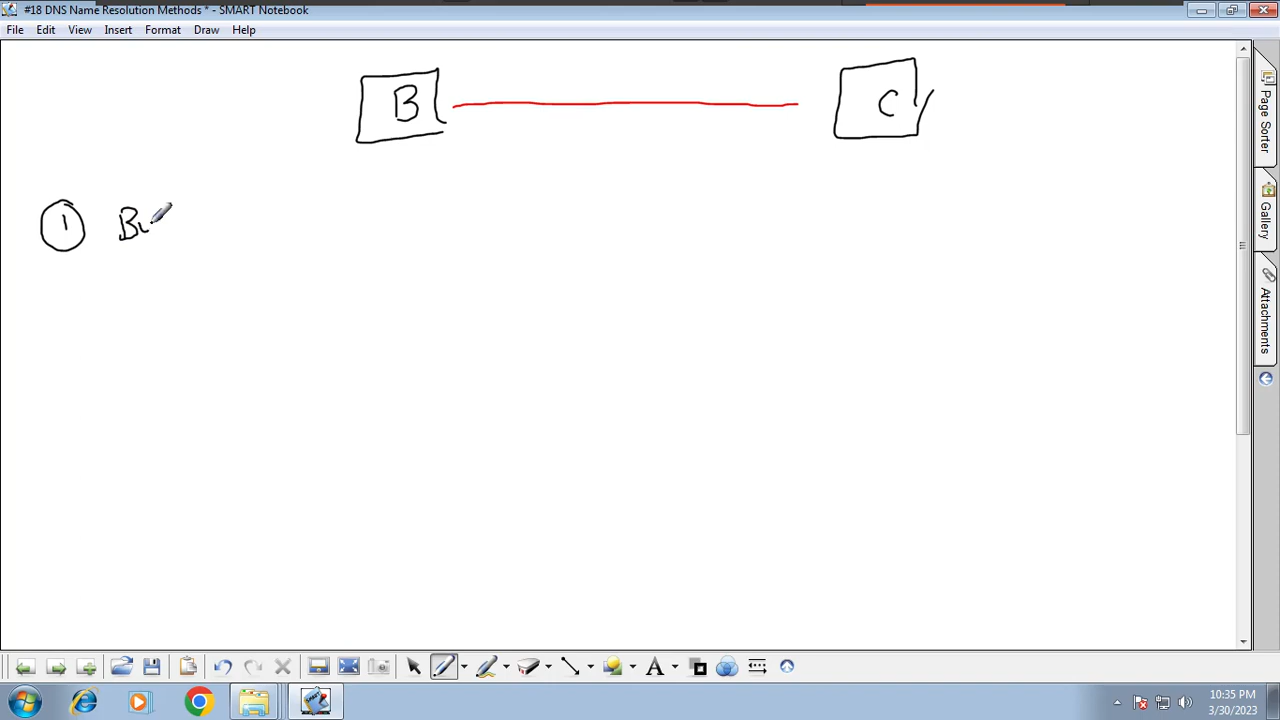 #18 DNS Name Resolution Methods * - SMART Notebook
File Edit View Insert Format Draw Help
B C
1
Page Sorter
Gallery
Attachments
A
10:35 PM
3/30/2023